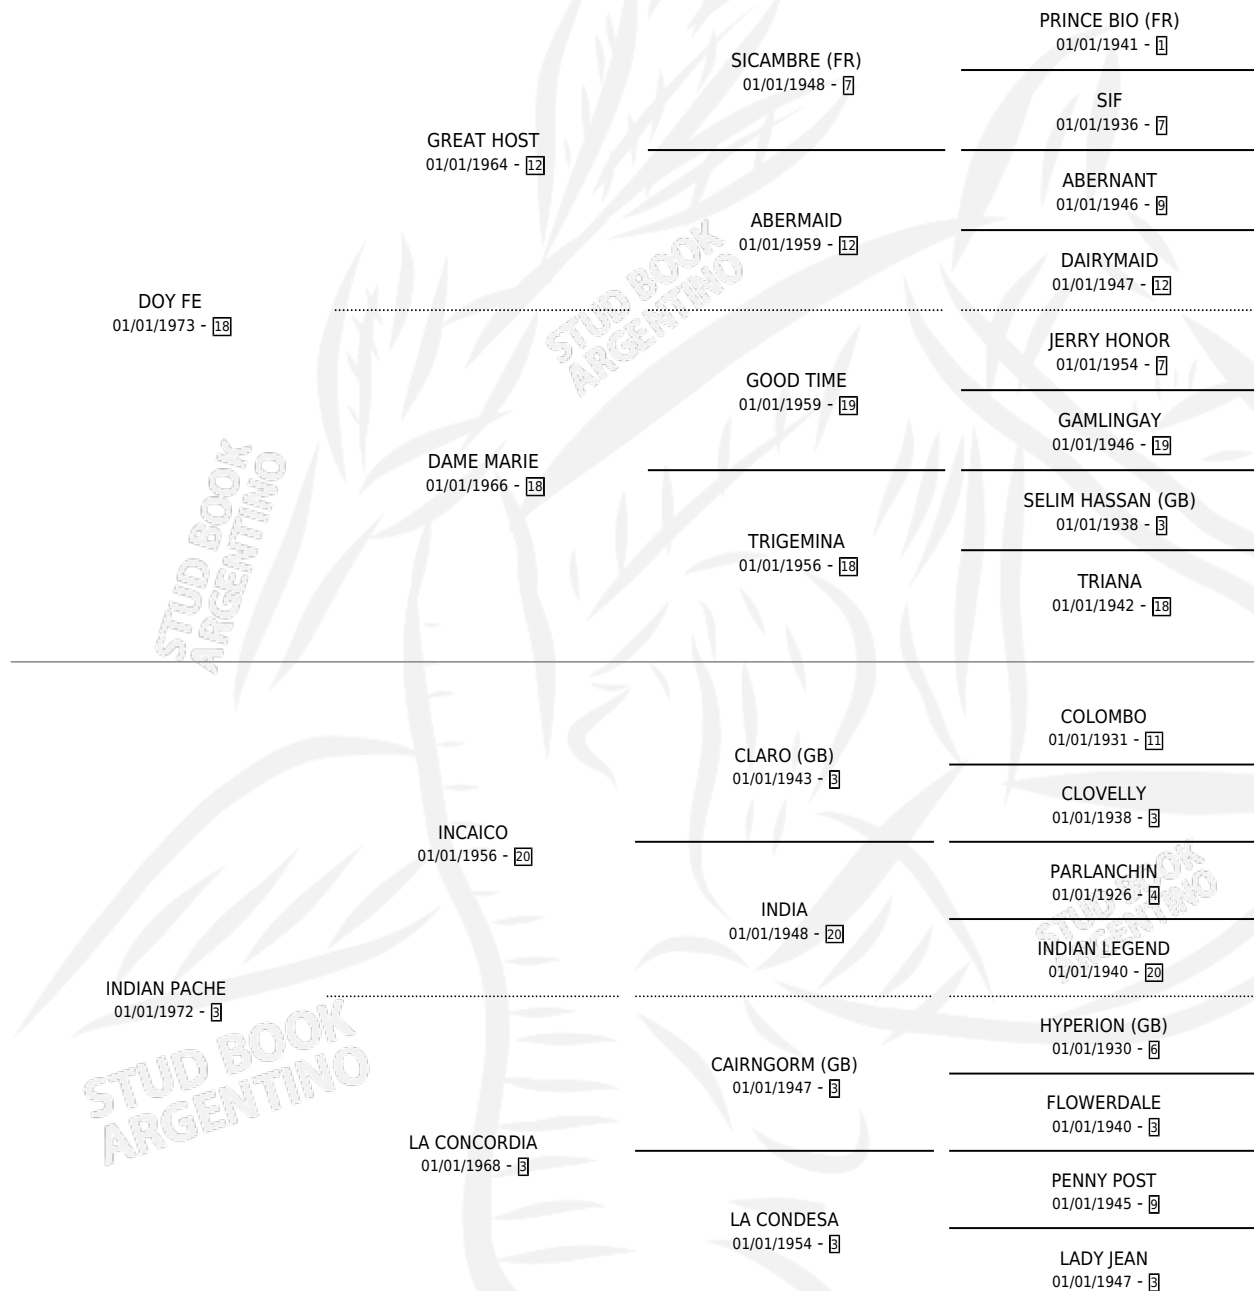 PRINCE BIO (FR)
01/01/1941 - 1
SICAMBRE (FR)
01/01/1948 - 7
SIF
01/01/1936 - 7
GREAT HOST
01/01/1964 - 12
ABERNANT
01/01/1946 - 9
ABERMAID
01/01/1959 - 12
DAIRYMAID
01/01/1947 - 12
DOY FE
01/01/1973 - 18
JERRY HONOR
01/01/1954 - 7
GOOD TIME
01/01/1959 - 19
GAMLINGAY
01/01/1946 - 19
DAME MARIE
01/01/1966 - 18
SELIM HASSAN (GB)
01/01/1938 - 3
TRIGEMINA
01/01/1956 - 18
TRIANA
01/01/1942 - 18
COLOMBO
01/01/1931 - 11
CLARO (GB)
01/01/1943 - 3
CLOVELLY
01/01/1938 - 3
INCAICO
01/01/1956 - 20
PARLANCHIN
01/01/1926 - 4
INDIA
01/01/1948 - 20
INDIAN LEGEND
01/01/1940 - 20
INDIAN PACHE
01/01/1972 - 3
HYPERION (GB)
01/01/1930 - 6
CAIRNGORM (GB)
01/01/1947 - 3
FLOWERDALE
01/01/1940 - 3
LA CONCORDIA
01/01/1968 - 3
PENNY POST
01/01/1945 - 9
LA CONDESA
01/01/1954 - 3
LADY JEAN
01/01/1947 - 3
STUD BOOK
ARGENTINO
STUD BOOK
ARGENTINO
STUD BOOK
ARGENTINO
STUD BOOK
ARGENTINO